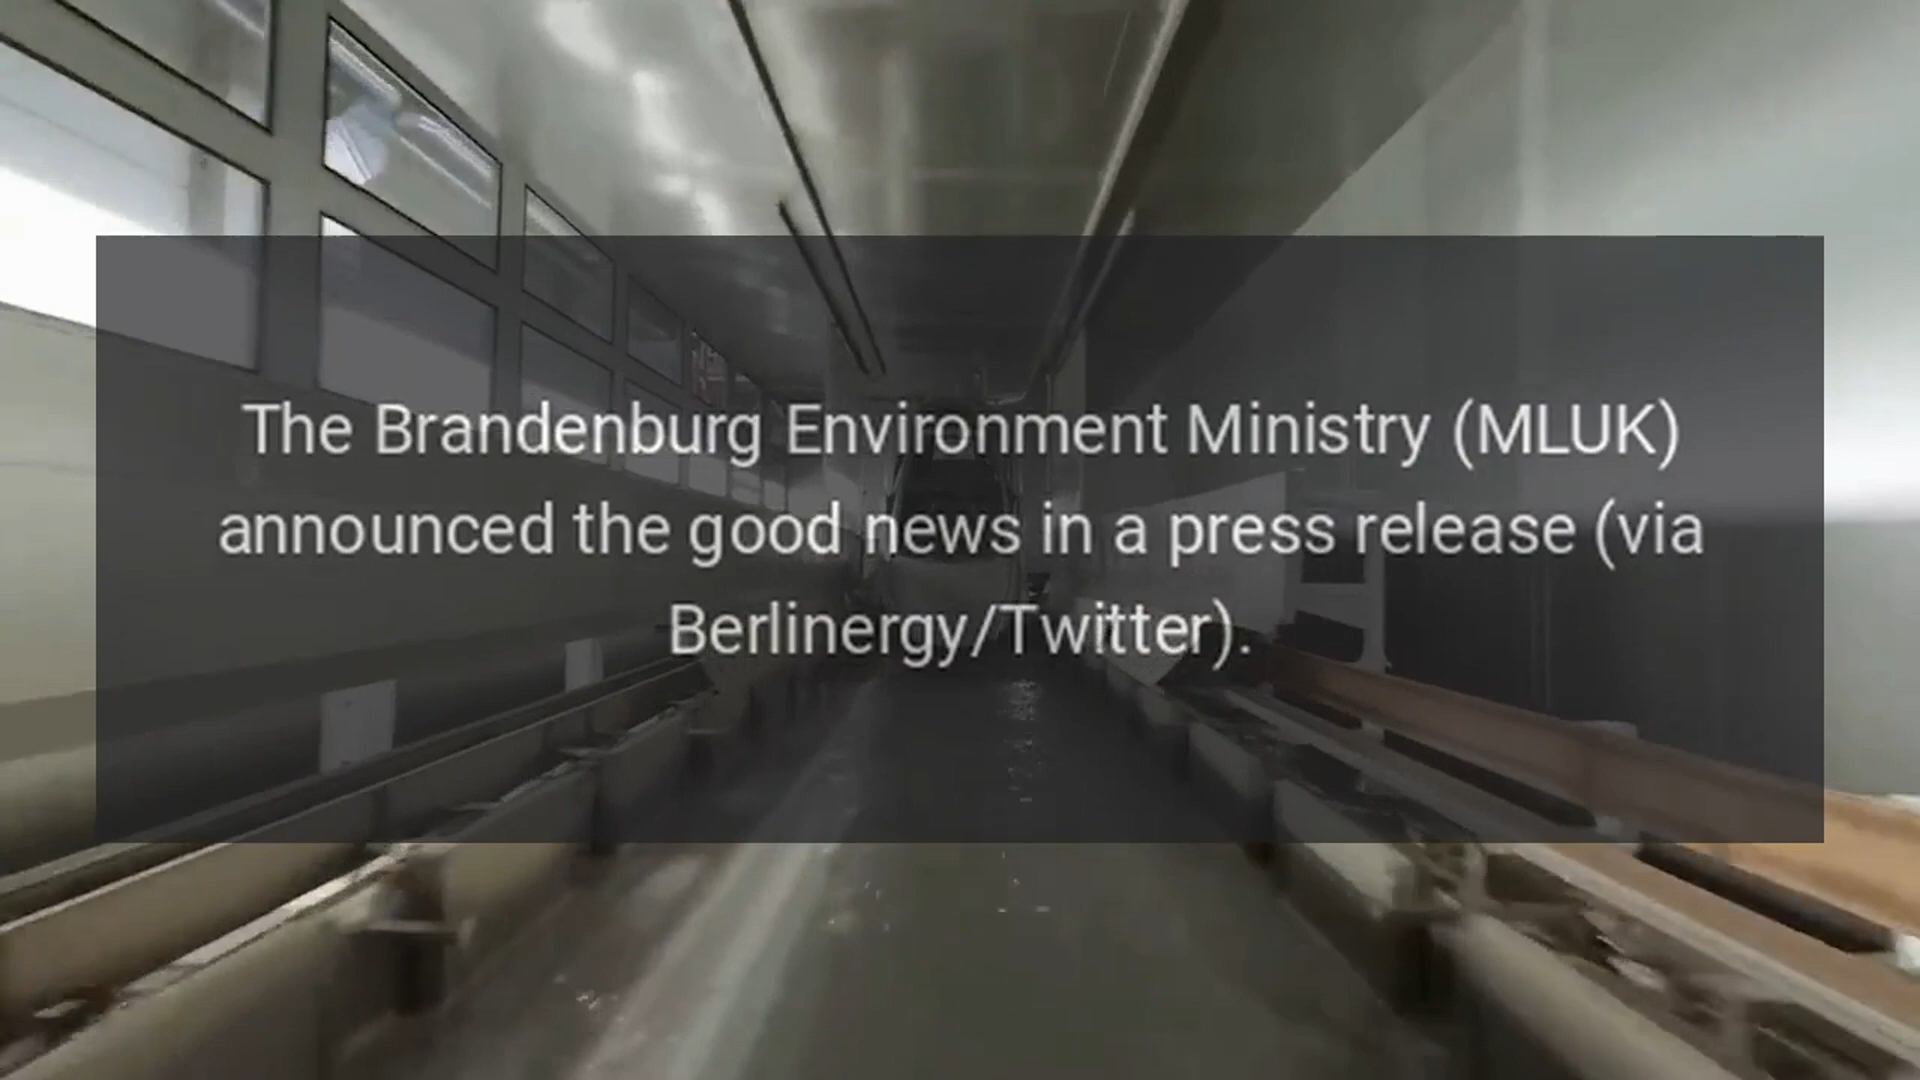 The Brandenburg Environment Ministry (MLUK)
announced the good news in a press release (via
Berlinergy/Twitter).